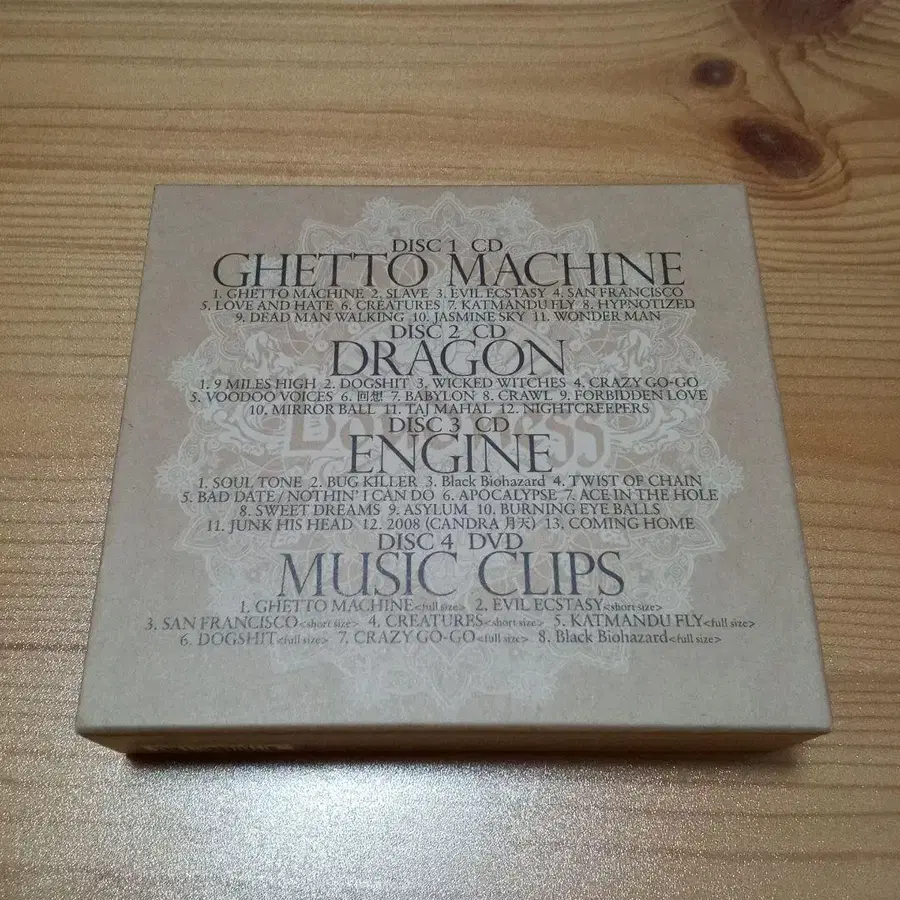 DISC 1 CD
GHETTO MACHINE
1. GHETTO MACHINE 2. SLAVE 3. EVIL ECSTASY 4. SAN FRANCISCO
5. LOVE AND HATE 6. CREATURES 7. KATMANDU FLY 8. HYPNOTIZED
9. DEAD MAN WALKING 10. JASMINE SKY 11. WONDER MAN
DISC 2 CD
DRAGON
1. 9 MILES HIGH 2. DOGSHIT 3. WICKED WITCHES 4. CRAZY GO-GO
5. VOODOO VOICES 6. 回想 7. BABYLON 8. CRAWL 9. FORBIDDEN LOVE
10. MIRROR BALL 11. TAJ MAHAL 12. NIGHTCREEPERS
DISC 3 CD
ENGINE
1. SOUL TONE 2. BUG KILLER 3. Black Biohazard 4. TWIST OF CHAIN
5. BAD DATE / NOTHIN' I CAN DO 6. APOCALYPSE 7. ACE IN THE HOLE
8. SWEET DREAMS 9. ASYLUM 10. BURNING EYE BALLS
11. JUNK HIS HEAD 12. 2008 (CANDRA 月天) 13. COMING HOME
DISC 4 DVD
MUSIC CLIPS
1. GHETTO MACHINE<full size> 2. EVIL ECSTASY<short size>
3. SAN FRANCISCO<short size> 4. CREATURES<short size> 5. KATMANDU FLY<full size>
6. DOGSHIT<full size> 7. CRAZY GO-GO<full size> 8. Black Biohazard<full size>